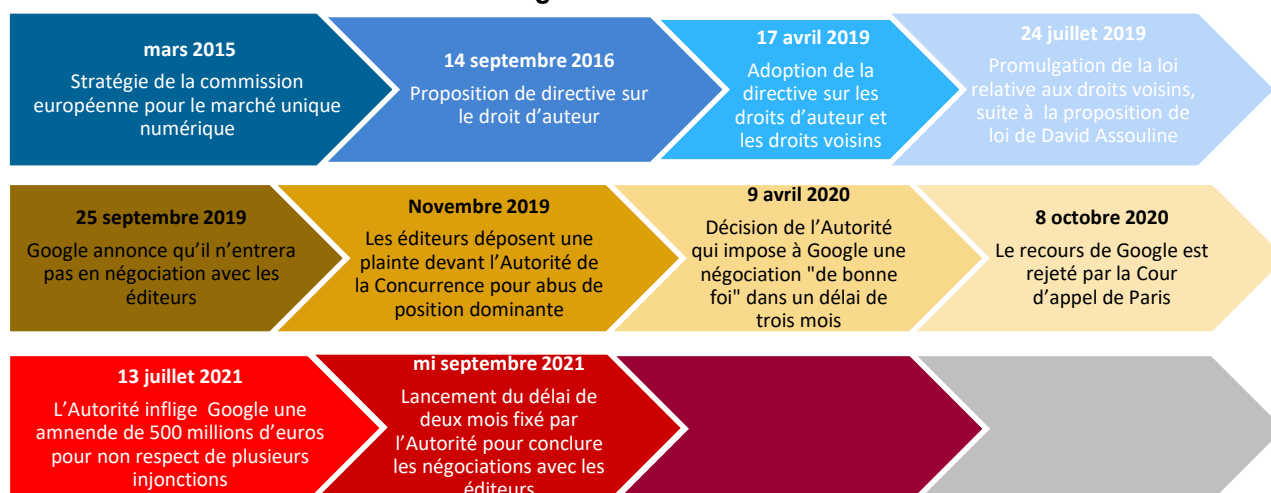 mars 2015
Stratégie de la commission
européenne pour le marché unique
numérique
14 septembre 2016
Proposition de directive sur
le droit d’auteur
17 avril 2019
Adoption de la
directive sur les
droits d’auteur et
les droits voisins
24 juillet 2019
Promulgation de la loi
relative aux droits voisins,
suite à la proposition de
loi de David Assouline
25 septembre 2019
Google annonce qu’il n’entrera
pas en négociation avec les
éditeurs
Novembre 2019
Les éditeurs déposent une
plainte devant l’Autorité de
la Concurrence pour abus de
position dominante
9 avril 2020
Décision de l’Autorité
qui impose à Google une
négociation "de bonne
foi" dans un délai de
trois mois
8 octobre 2020
Le recours de Google est
rejeté par la Cour
d’appel de Paris
13 juillet 2021
L’Autorité inflige Google une
amnende de 500 millions d’euros
pour non respect de plusieurs
injonctions
mi septembre 2021
Lancement du délai de
deux mois fixé par
l’Autorité pour conclure
les négociations avec les
éditeurs